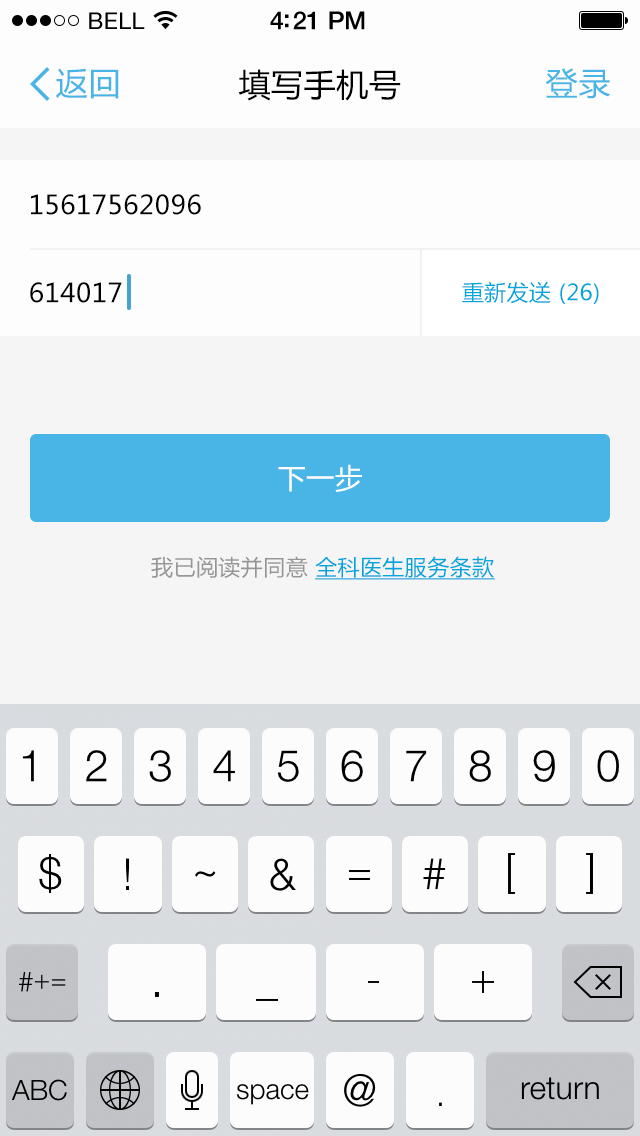 BELL 4:21 PM
返回 填写手机号 登录
15617562096
614017 重新发送 (26)
下一步
我已阅读并同意 全科医生服务条款
1 2 3 4 5 6 7 8 9 0
$ ! ~ & = # [ ]
#+= . _ - +
ABC space @ . return